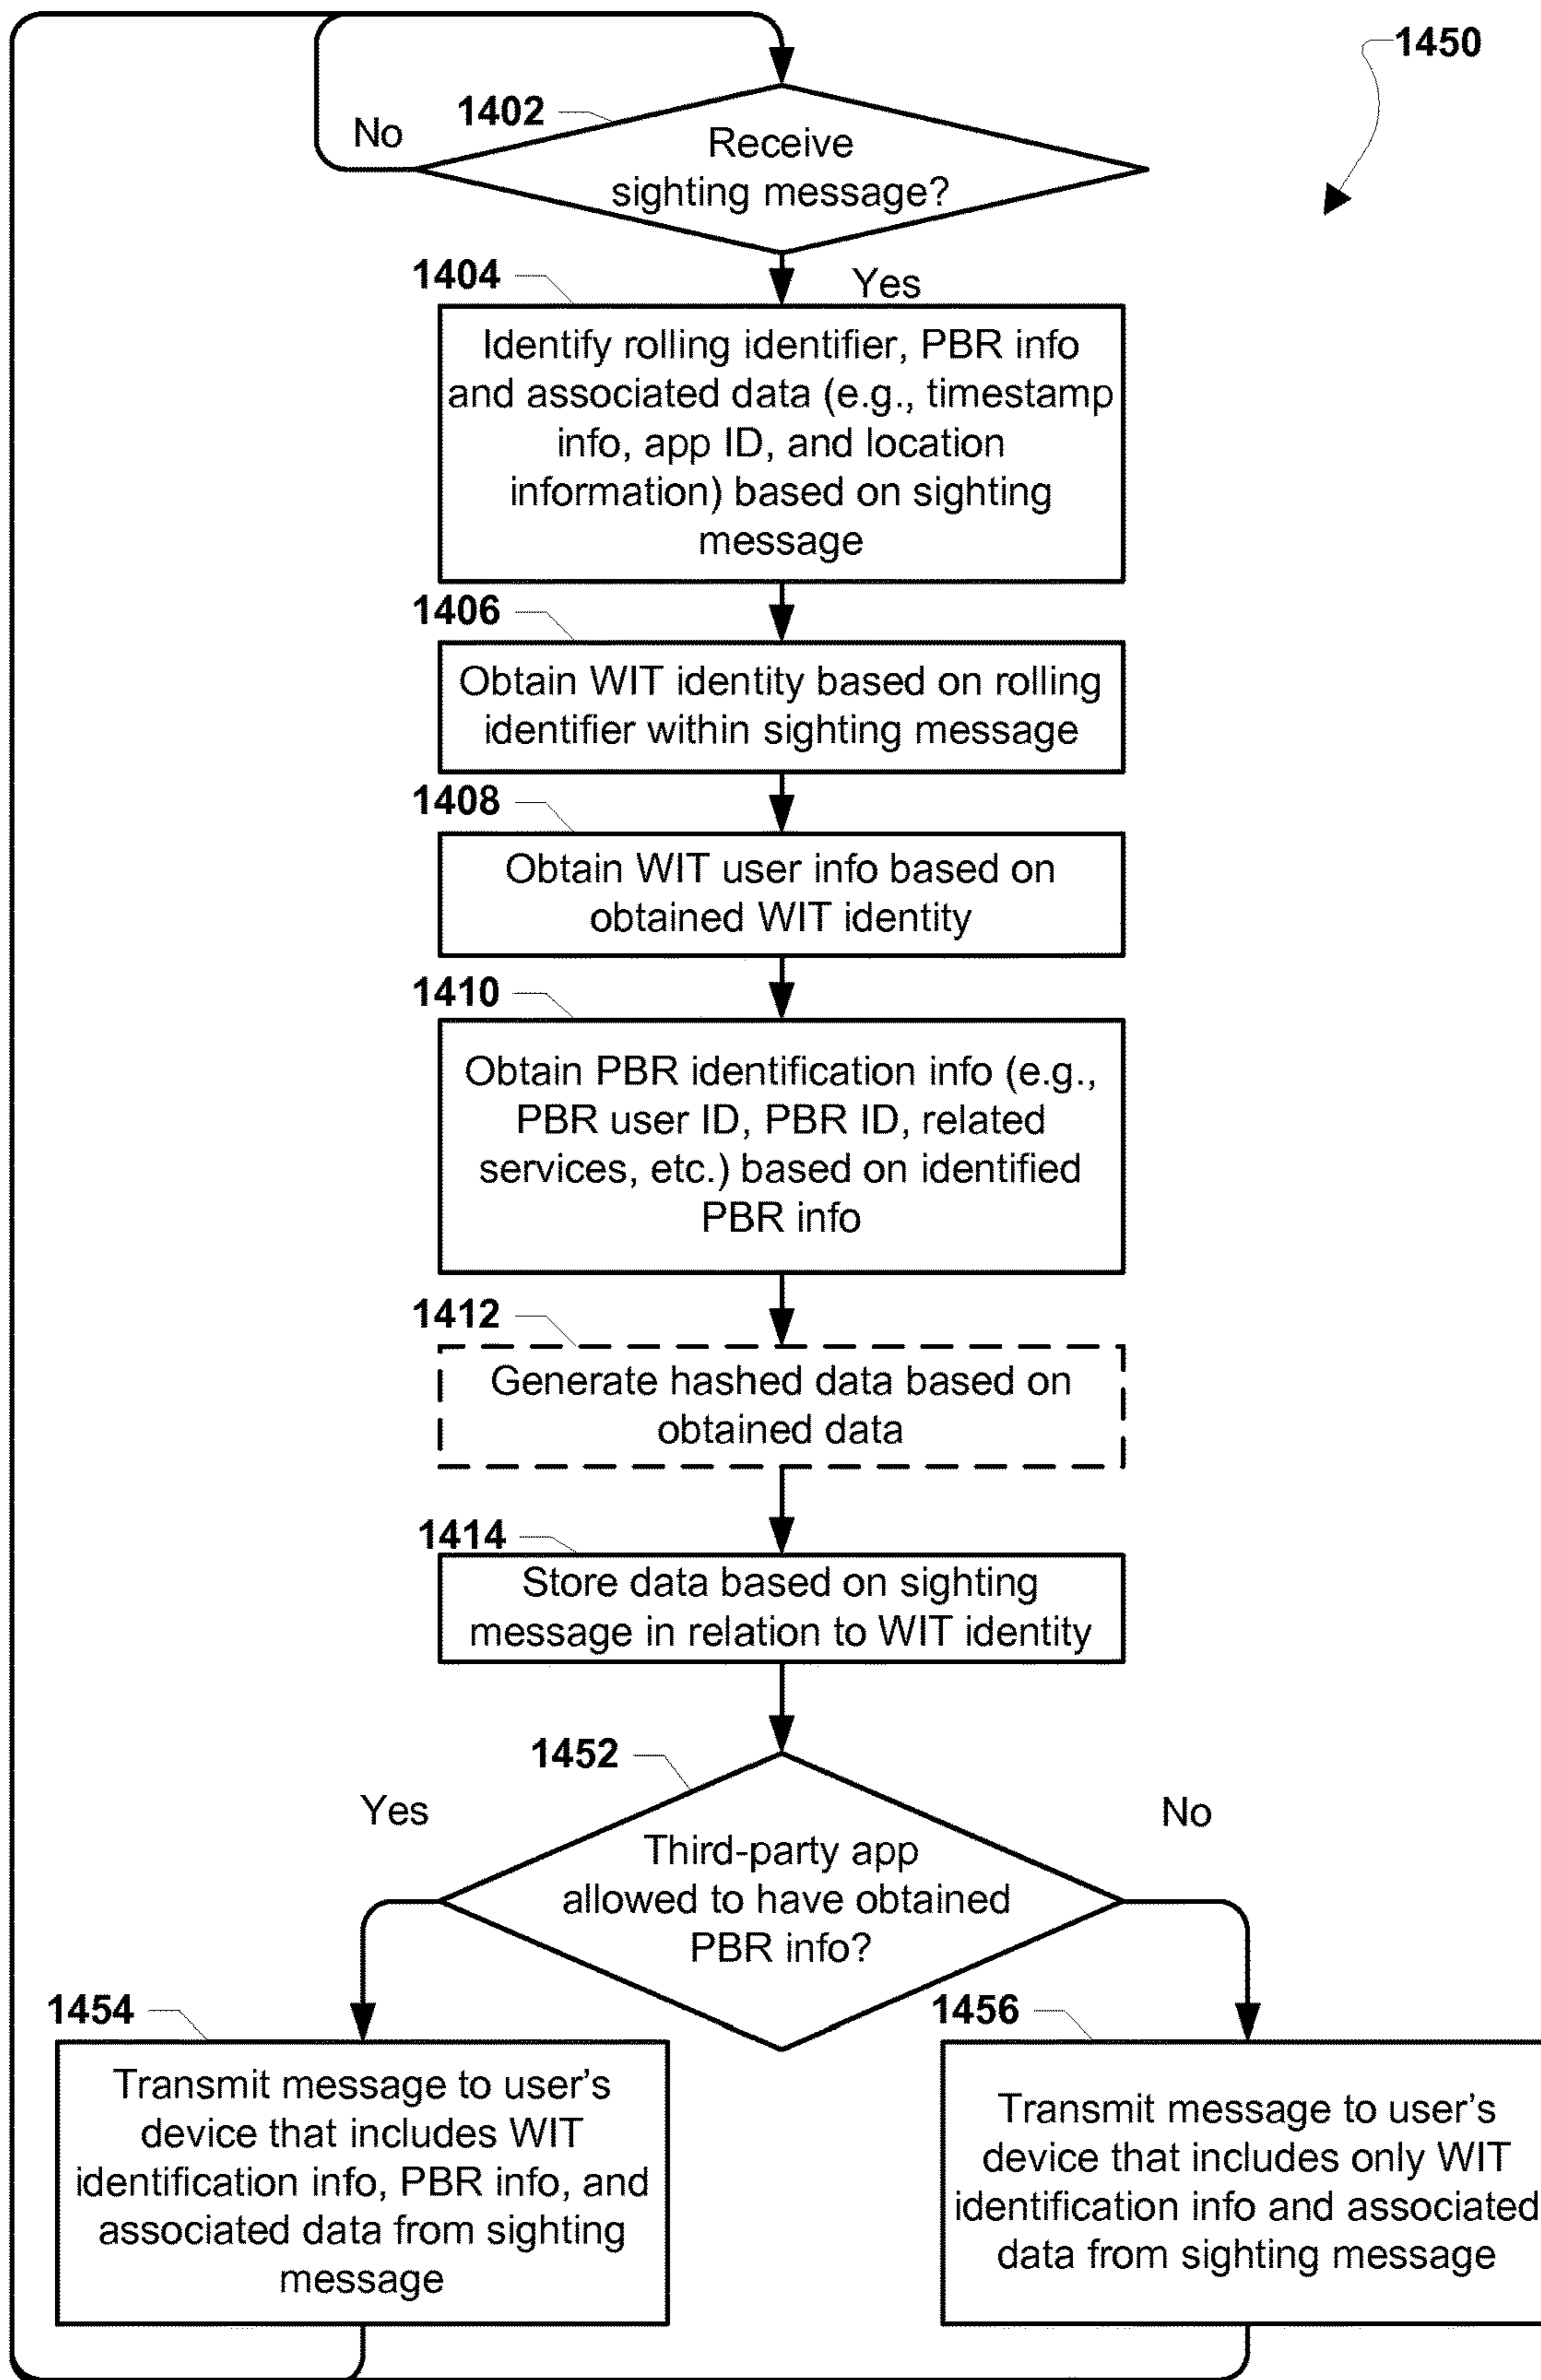 1450
1402
No
Receive
sighting message?
1404
Yes
Identify rolling identifier, PBR info
and associated data (e.g., timestamp
info, app ID, and location
information) based on sighting
message
1406
Obtain WIT identity based on rolling
identifier within sighting message
1408
Obtain WIT user info based on
obtained WIT identity
1410
Obtain PBR identification info (e.g.,
PBR user ID, PBR ID, related
services, etc.) based on identified
PBR info
1412
Generate hashed data based on
obtained data
1414
Store data based on sighting
message in relation to WIT identity
1452
Yes
No
Third-party app
allowed to have obtained
PBR info?
1454
Transmit message to user’s
device that includes WIT
identification info, PBR info, and
associated data from sighting
message
1456
Transmit message to user’s
device that includes only WIT
identification info and associated
data from sighting message